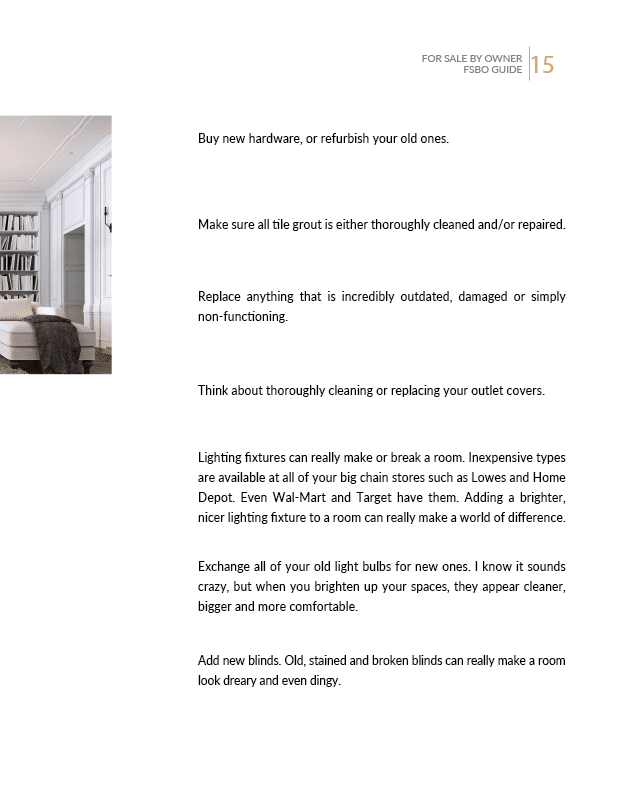 FOR SALE BY OWNER
FSBO GUIDE
15
Buy new hardware, or refurbish your old ones.
Make sure all tile grout is either thoroughly cleaned and/or repaired.
Replace anything that is incredibly outdated, damaged or simply
non-functioning.
Think about thoroughly cleaning or replacing your outlet covers.
Lighting fixtures can really make or break a room. Inexpensive types
are available at all of your big chain stores such as Lowes and Home
Depot. Even Wal-Mart and Target have them. Adding a brighter,
nicer lighting fixture to a room can really make a world of difference.
Exchange all of your old light bulbs for new ones. I know it sounds
crazy, but when you brighten up your spaces, they appear cleaner,
bigger and more comfortable.
Add new blinds. Old, stained and broken blinds can really make a room
look dreary and even dingy.